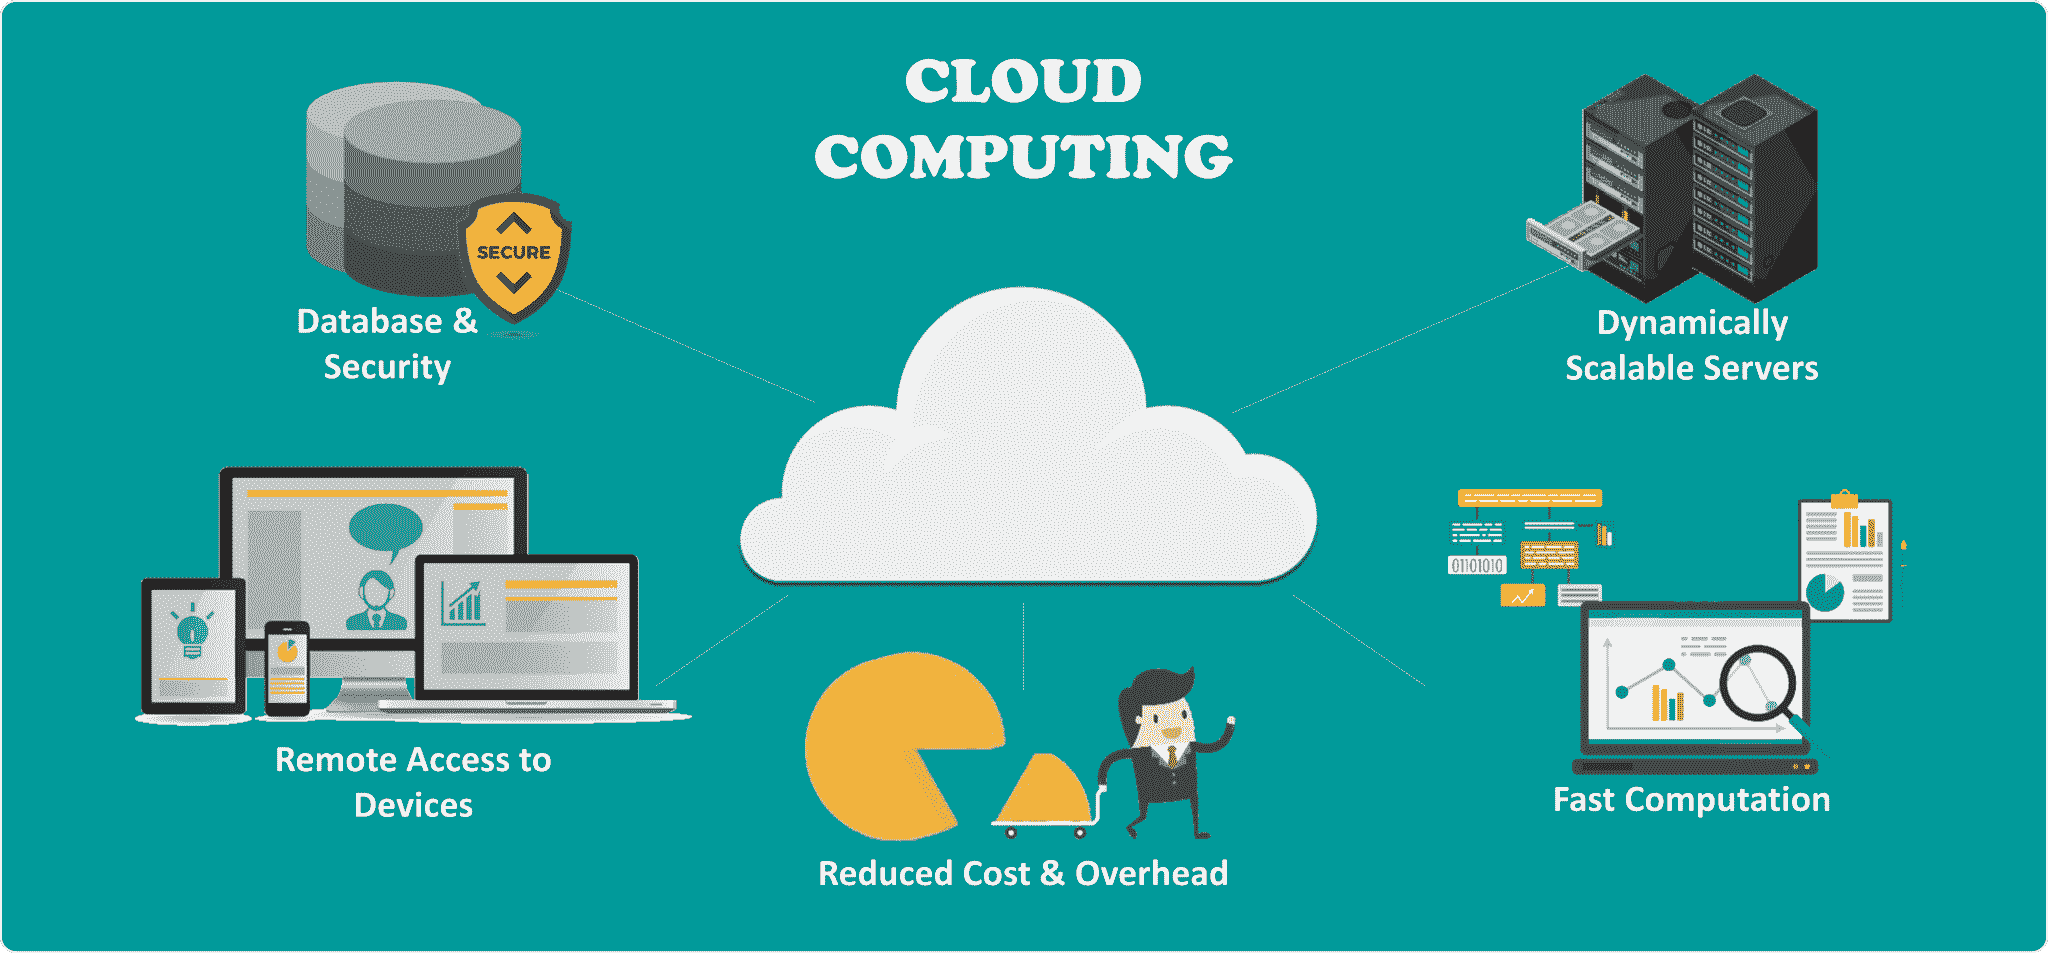 CLOUD
COMPUTING
SECURE
Database &
Security
Dynamically
Scalable Servers
01101010
Remote Access to
Devices
Fast Computation
Reduced Cost & Overhead